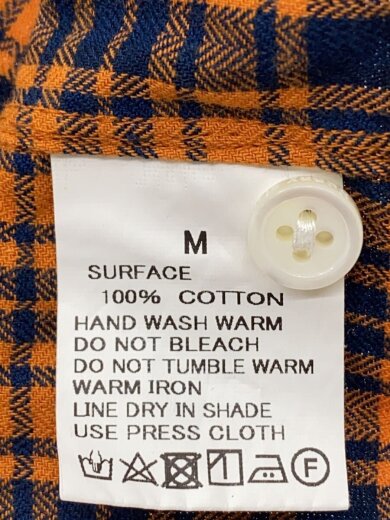 M
SURFACE
100% COTTON
HAND WASH WARM
DO NOT BLEACH
DO NOT TUMBLE WARM
WARM IRON
LINE DRY IN SHADE
USE PRESS CLOTH
F